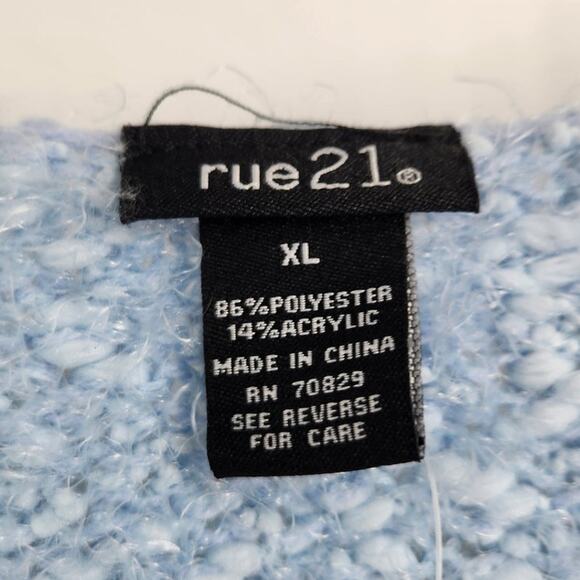 rue21®
XL
86%POLYESTER
14%ACRYLIC
MADE IN CHINA
RN 70829
SEE REVERSE
FOR CARE